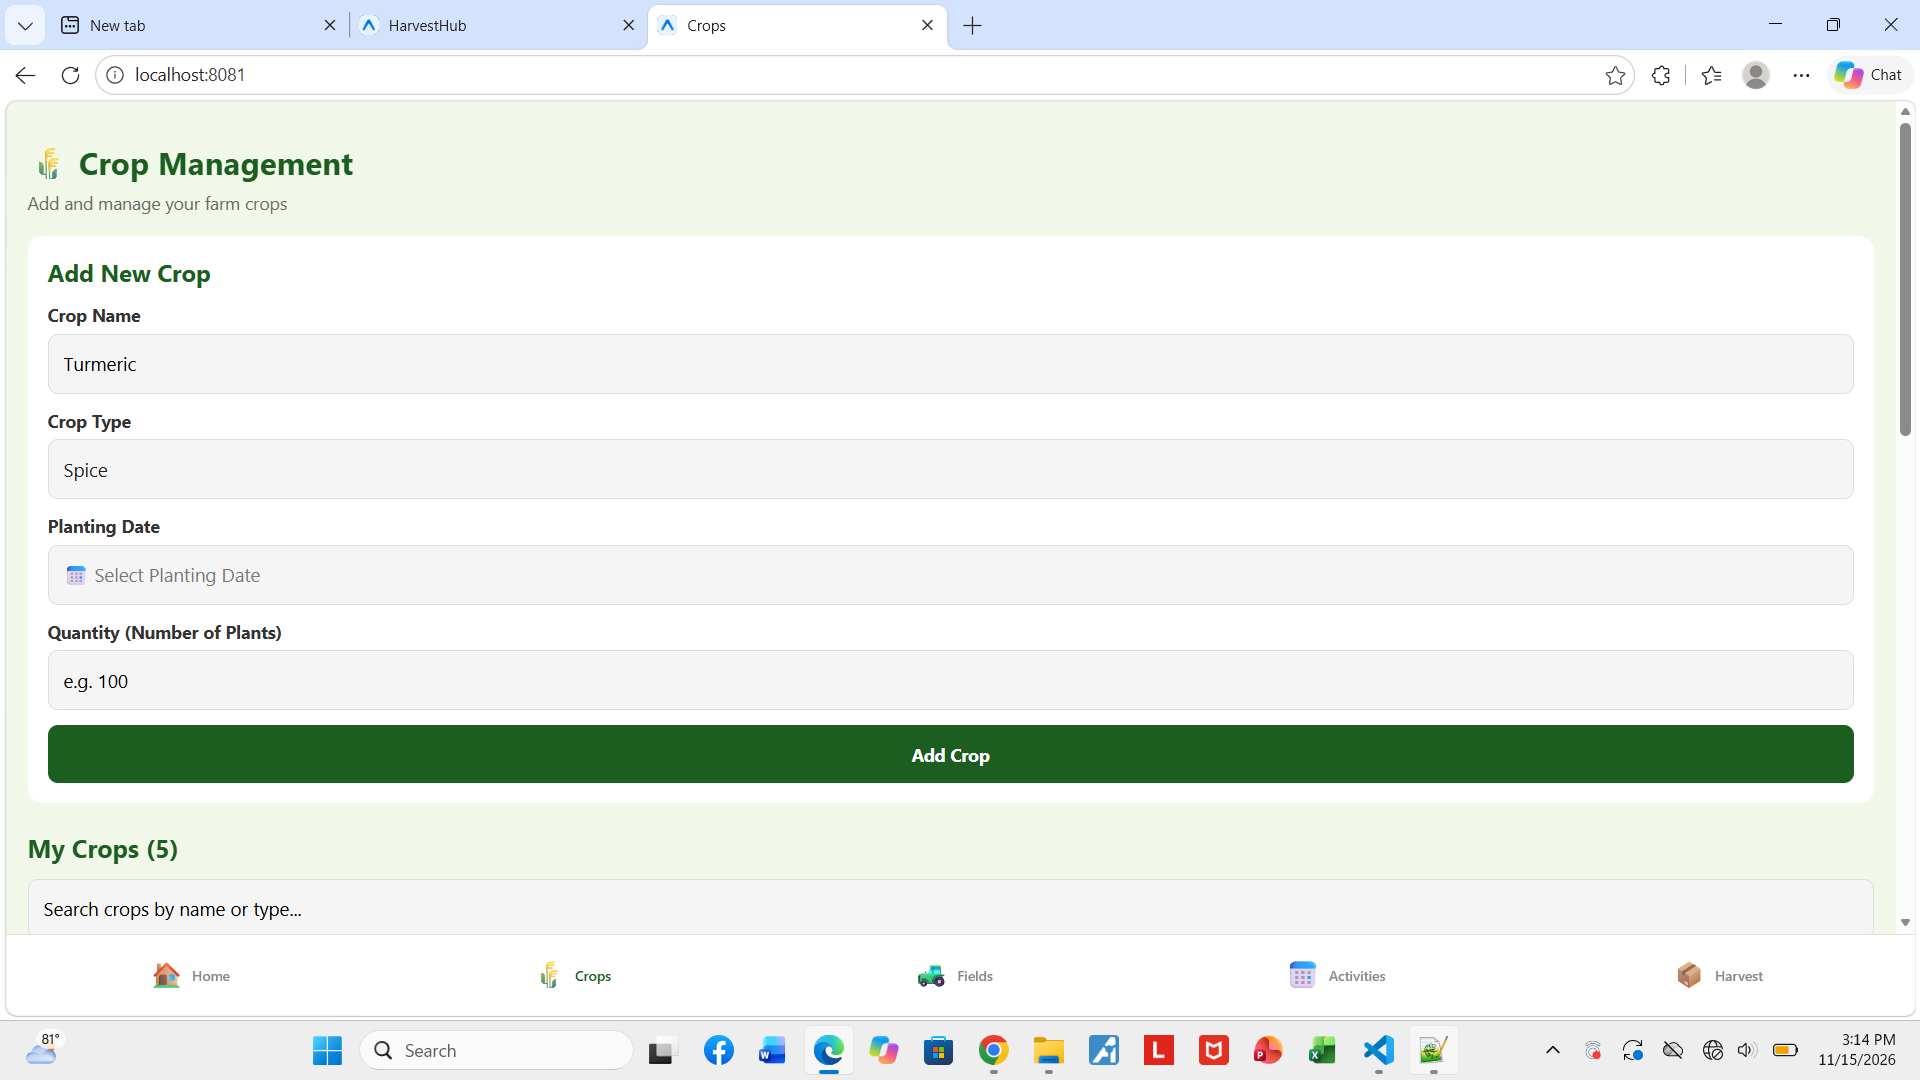 New tab
HarvestHub
Crops
localhost:8081
Chat
Crop Management
Add and manage your farm crops
Add New Crop
Crop Name
Turmeric
Crop Type
Spice
Planting Date
Select Planting Date
Quantity (Number of Plants)
e.g. 100
Add Crop
My Crops (5)
Search crops by name or type...
Home
Crops
Fields
Activities
Harvest
81°
Search
3:14 PM
11/15/2026